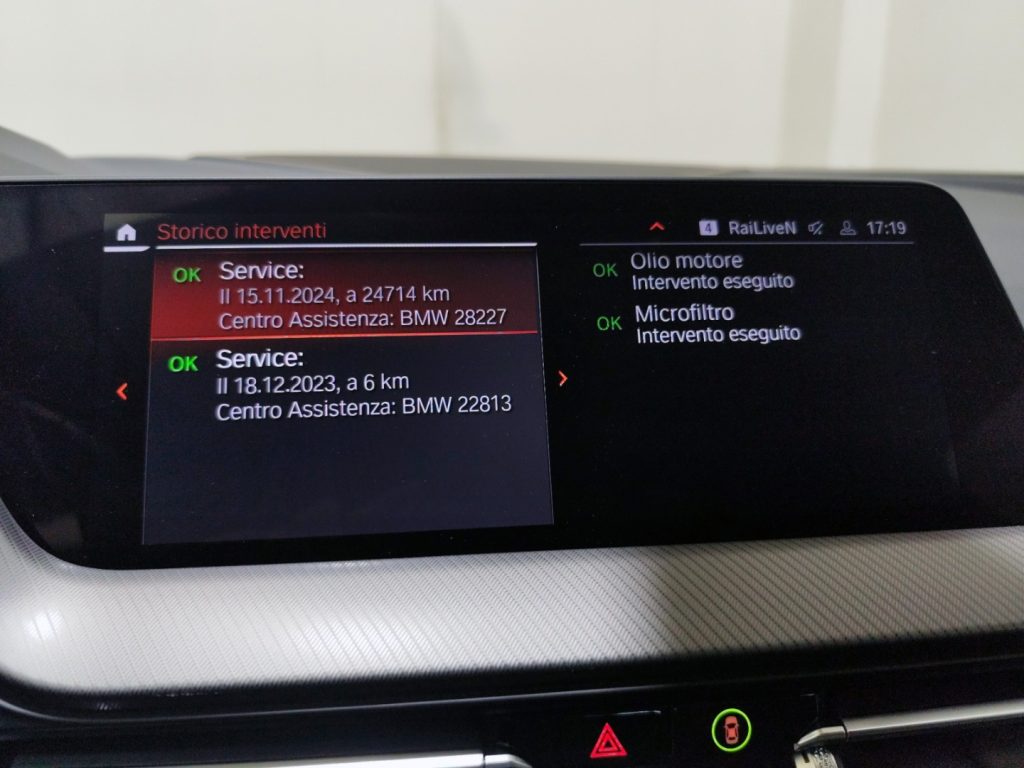 Storico interventi
4 RaiLiveN 17:19
OK Service:
Il 15.11.2024, a 24714 km
Centro Assistenza: BMW 28227
OK Service:
Il 18.12.2023, a 6 km
Centro Assistenza: BMW 22813
OK Olio motore
Intervento eseguito
OK Microfiltro
Intervento eseguito